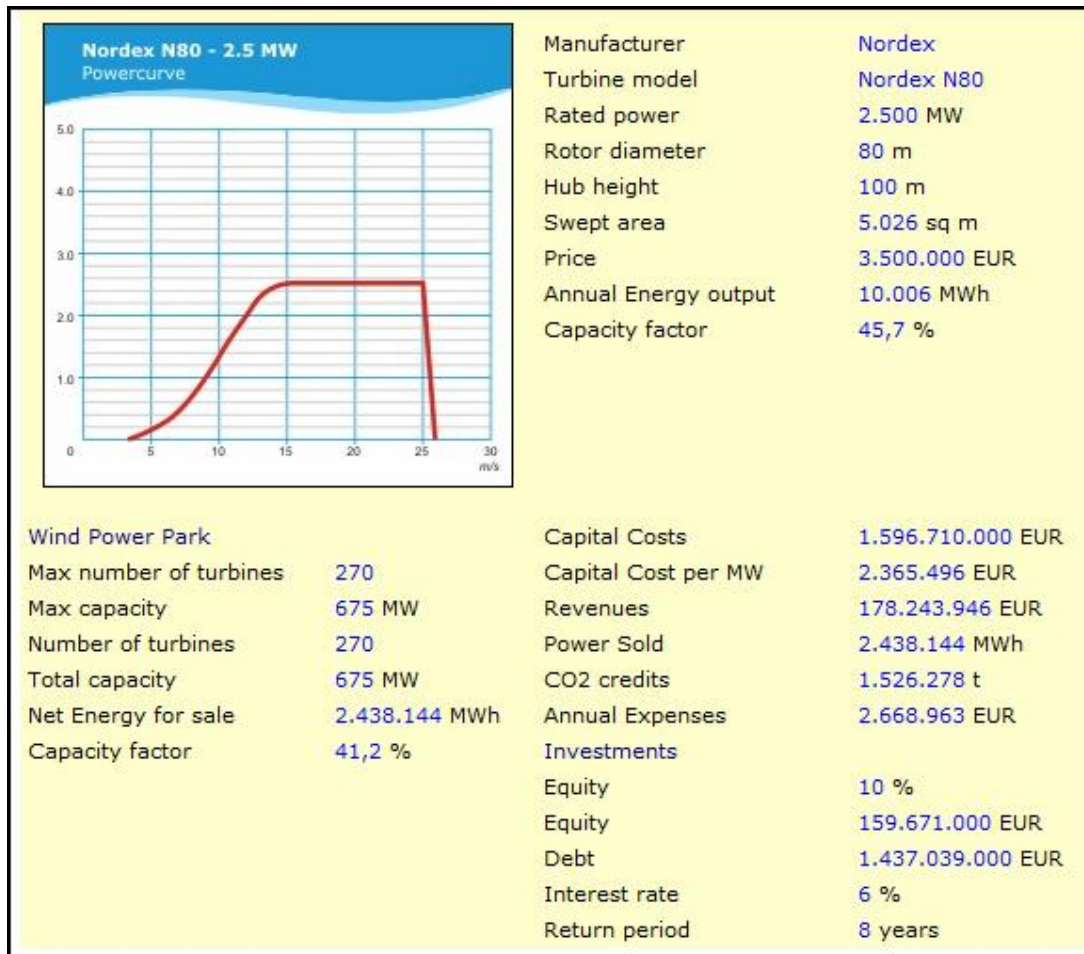 Nordex N80 - 2.5 MW
Powercurve
5.0
4.0
3.0
2.0
1.0
0 5 10 15 20 25 30
m/s
Manufacturer Nordex
Turbine model Nordex N80
Rated power 2.500 MW
Rotor diameter 80 m
Hub height 100 m
Swept area 5.026 sq m
Price 3.500.000 EUR
Annual Energy output 10.006 MWh
Capacity factor 45,7 %
Wind Power Park
Max number of turbines 270
Max capacity 675 MW
Number of turbines 270
Total capacity 675 MW
Net Energy for sale 2.438.144 MWh
Capacity factor 41,2 %
Capital Costs 1.596.710.000 EUR
Capital Cost per MW 2.365.496 EUR
Revenues 178.243.946 EUR
Power Sold 2.438.144 MWh
CO2 credits 1.526.278 t
Annual Expenses 2.668.963 EUR
Investments
Equity 10 %
Equity 159.671.000 EUR
Debt 1.437.039.000 EUR
Interest rate 6 %
Return period 8 years